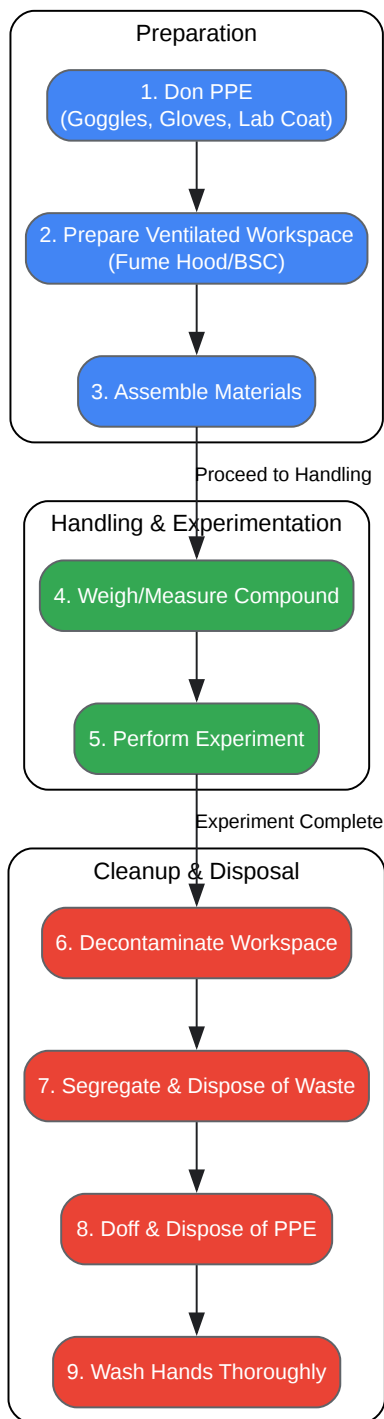 Preparation
1. Don PPE
(Goggles, Gloves, Lab Coat)
2. Prepare Ventilated Workspace
(Fume Hood/BSC)
3. Assemble Materials
Proceed to Handling
Handling & Experimentation
4. Weigh/Measure Compound
5. Perform Experiment
Experiment Complete
Cleanup & Disposal
6. Decontaminate Workspace
7. Segregate & Dispose of Waste
8. Doff & Dispose of PPE
9. Wash Hands Thoroughly